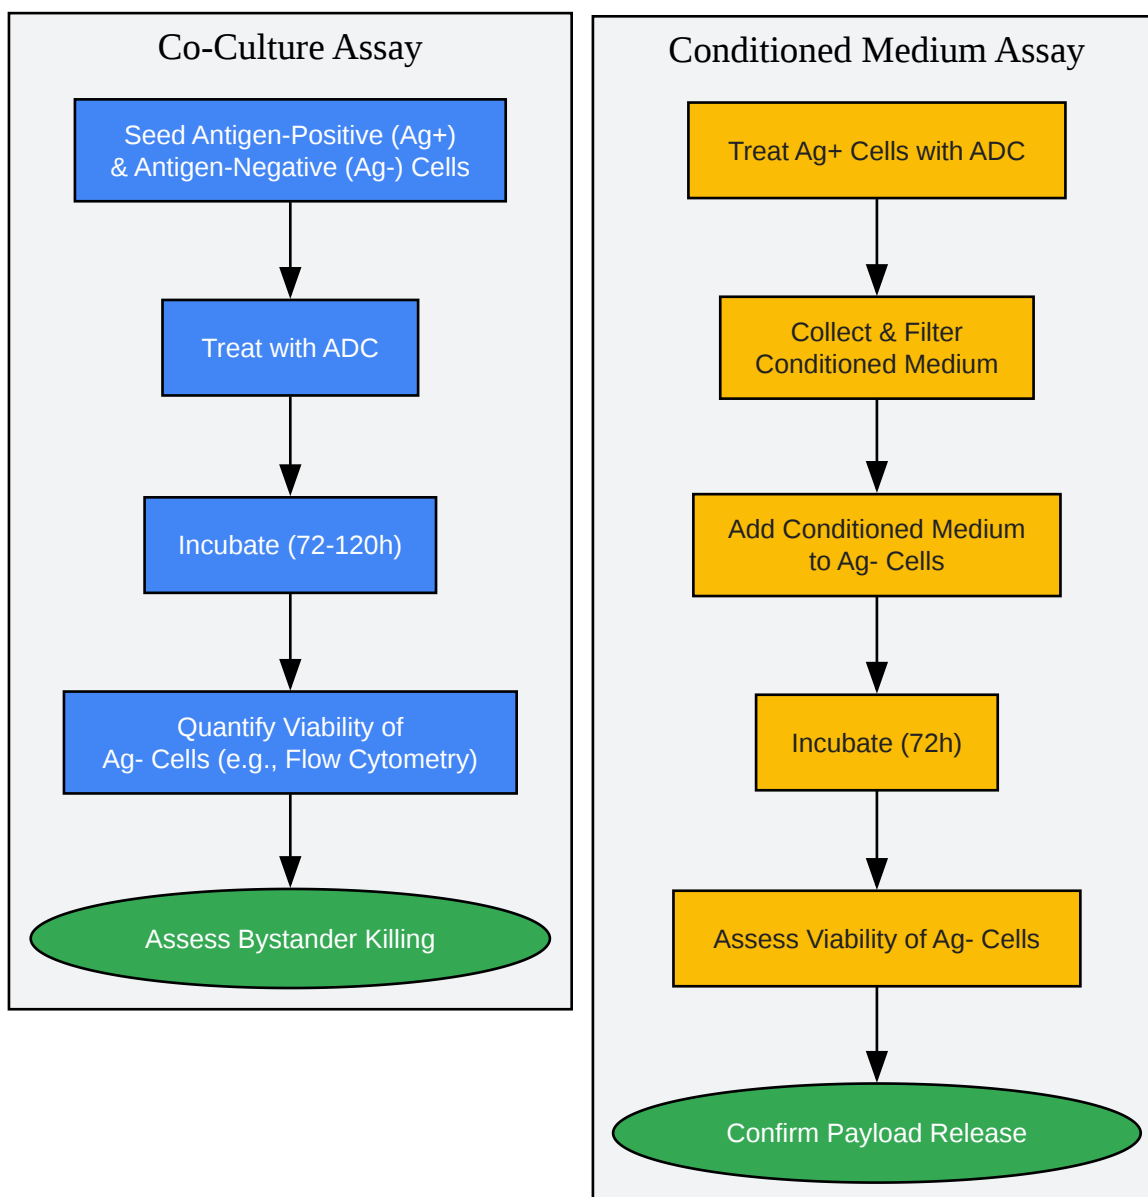 Co-Culture Assay
Seed Antigen-Positive (Ag+)
& Antigen-Negative (Ag-) Cells
Treat with ADC
Incubate (72-120h)
Quantify Viability of
Ag- Cells (e.g., Flow Cytometry)
Assess Bystander Killing
Conditioned Medium Assay
Treat Ag+ Cells with ADC
Collect & Filter
Conditioned Medium
Add Conditioned Medium
to Ag- Cells
Incubate (72h)
Assess Viability of Ag- Cells
Confirm Payload Release